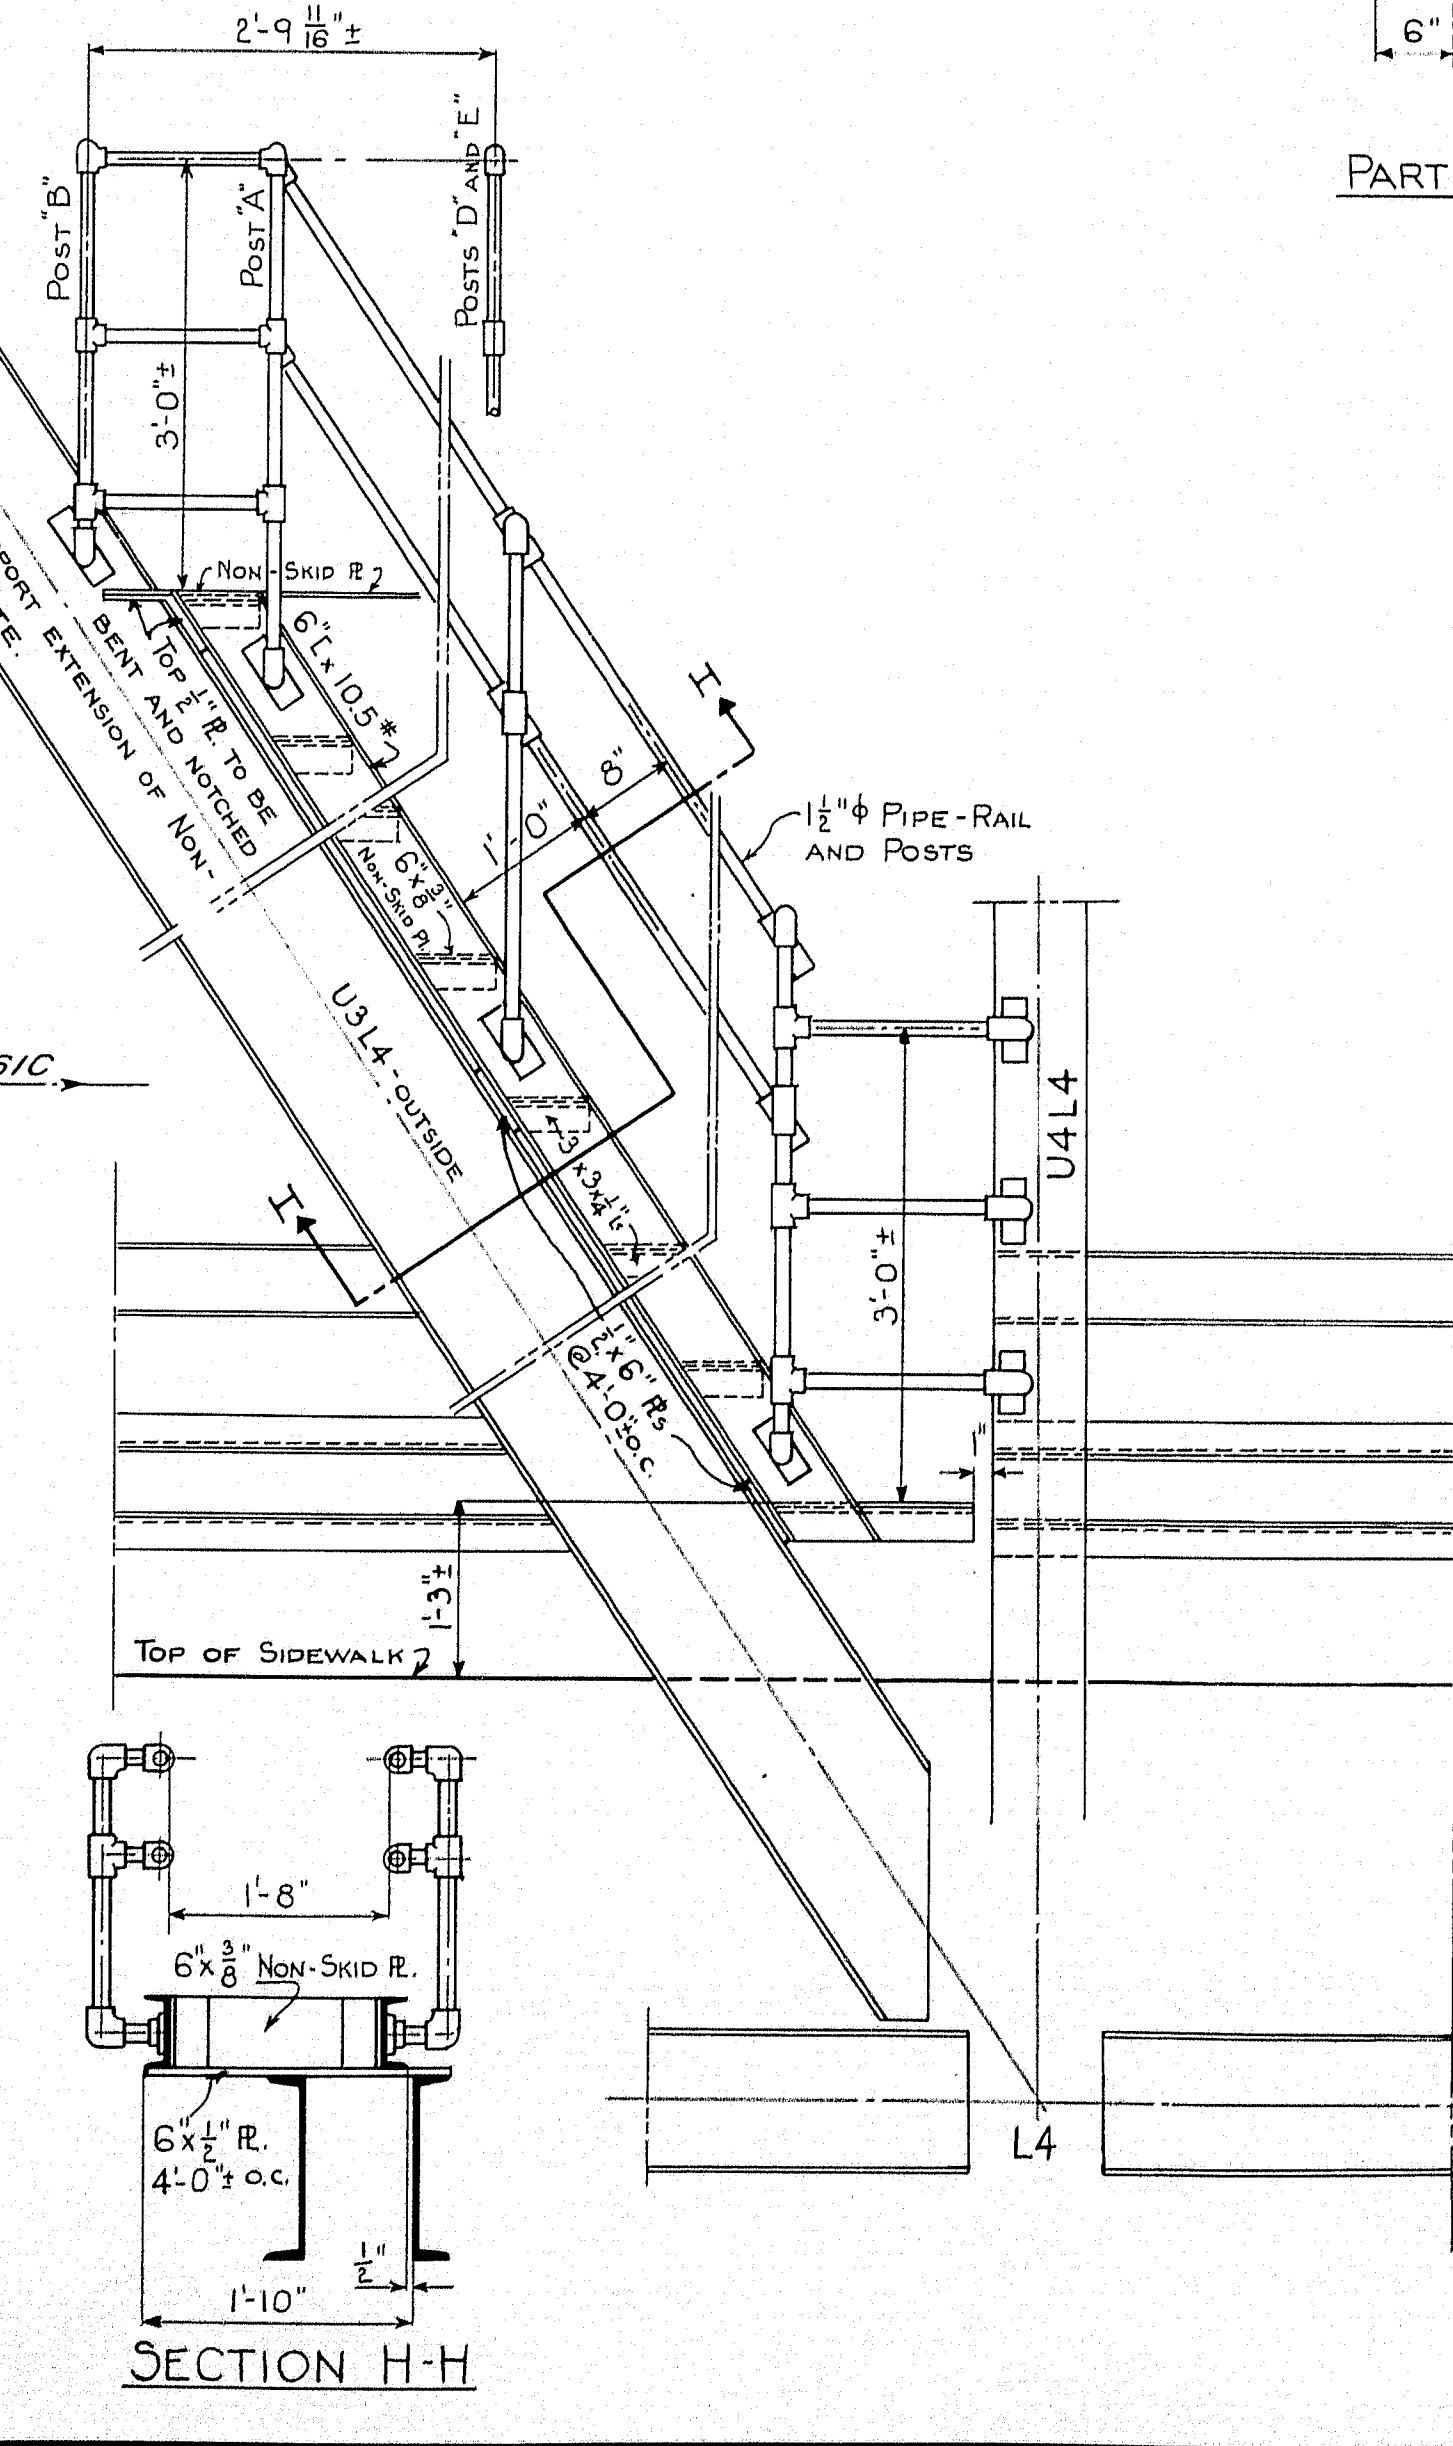 2'-9 11/16"±
6"
PART
POST "B"
POST "A"
POSTS "D" AND "E"
3'-0"±
NON-SKID PL
6"[x 10.5#
TOP 1/2" PL. TO BE
BENT AND NOTCHED
PORT EXTENSION OF NON-
TE.
1'-0"
8"
H
1 1/2"ϕ PIPE-RAIL
AND POSTS
6"x 3/8"
NON-SKID PL.
U3L4-OUTSIDE
SIC
U4L4
3x3x1/4" Ls
H
3'-0"±
1/2"x6" PLs
@4'-0"±o.c.
1"
1'-3"±
TOP OF SIDEWALK
1'-8"
6"x 3/8" NON-SKID PL.
6"x 1/2" PL.
4'-0"± O.C.
L4
1/2"
1'-10"
SECTION H-H